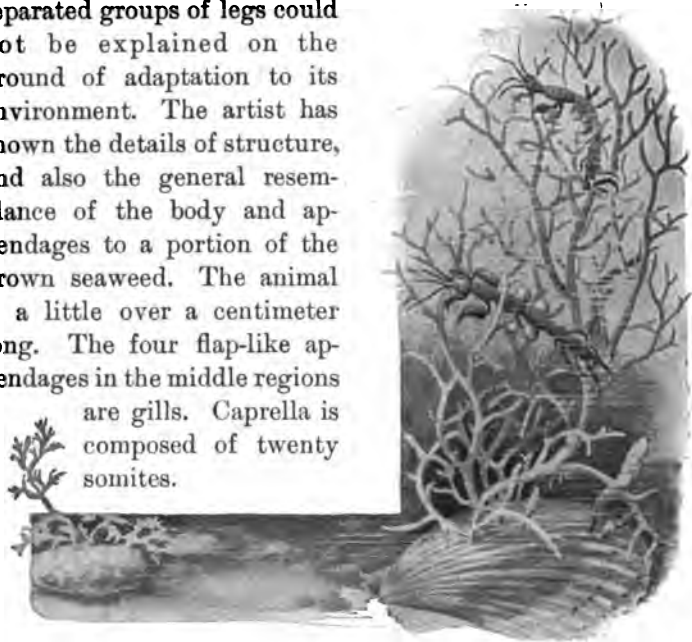 eparated groups of legs could
ot be explained on the
round of adaptation to its
nvironment. The artist has
hown the details of structure,
nd also the general resem-
lance of the body and ap-
endages to a portion of the
rown seaweed. The animal
a little over a centimeter
ong. The four flap-like ap-
endages in the middle regions
are gills. Caprella is
composed of twenty
somites.